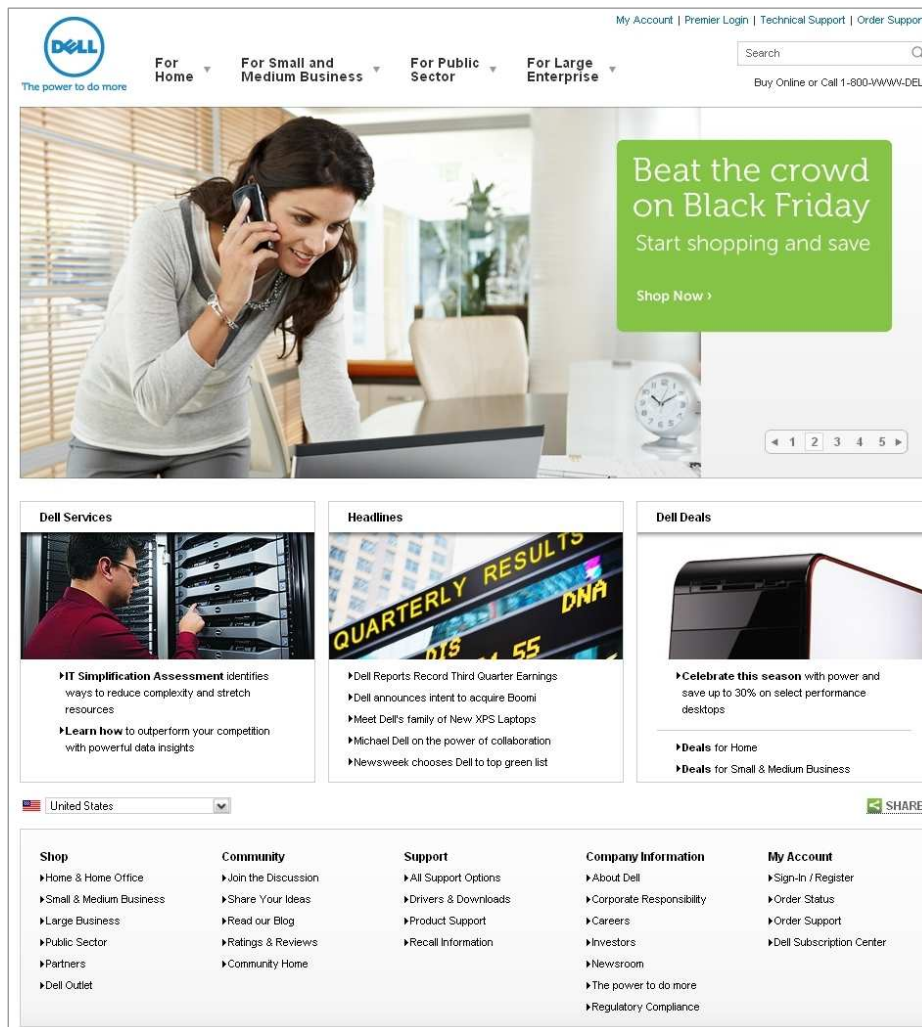 My Account | Premier Login | Technical Support | Order Support
DELL
The power to do more
For Home
For Small and Medium Business
For Public Sector
For Large Enterprise
Search
Buy Online or Call 1-800-WWW-DEL
Beat the crowd
on Black Friday
Start shopping and save
Shop Now ›
1 2 3 4 5
Dell Services
IT Simplification Assessment identifies
ways to reduce complexity and stretch
resources
Learn how to outperform your competition
with powerful data insights
Headlines
QUARTERLY RESULTS
DIS
55
DNA
Dell Reports Record Third Quarter Earnings
Dell announces intent to acquire Boomi
Meet Dell's family of New XPS Laptops
Michael Dell on the power of collaboration
Newsweek chooses Dell to top green list
Dell Deals
Celebrate this season with power and
save up to 30% on select performance
desktops
Deals for Home
Deals for Small & Medium Business
United States
SHARE
Shop
Home & Home Office
Small & Medium Business
Large Business
Public Sector
Partners
Dell Outlet
Community
Join the Discussion
Share Your Ideas
Read our Blog
Ratings & Reviews
Community Home
Support
All Support Options
Drivers & Downloads
Product Support
Recall Information
Company Information
About Dell
Corporate Responsibility
Careers
Investors
Newsroom
The power to do more
Regulatory Compliance
My Account
Sign-In / Register
Order Status
Order Support
Dell Subscription Center